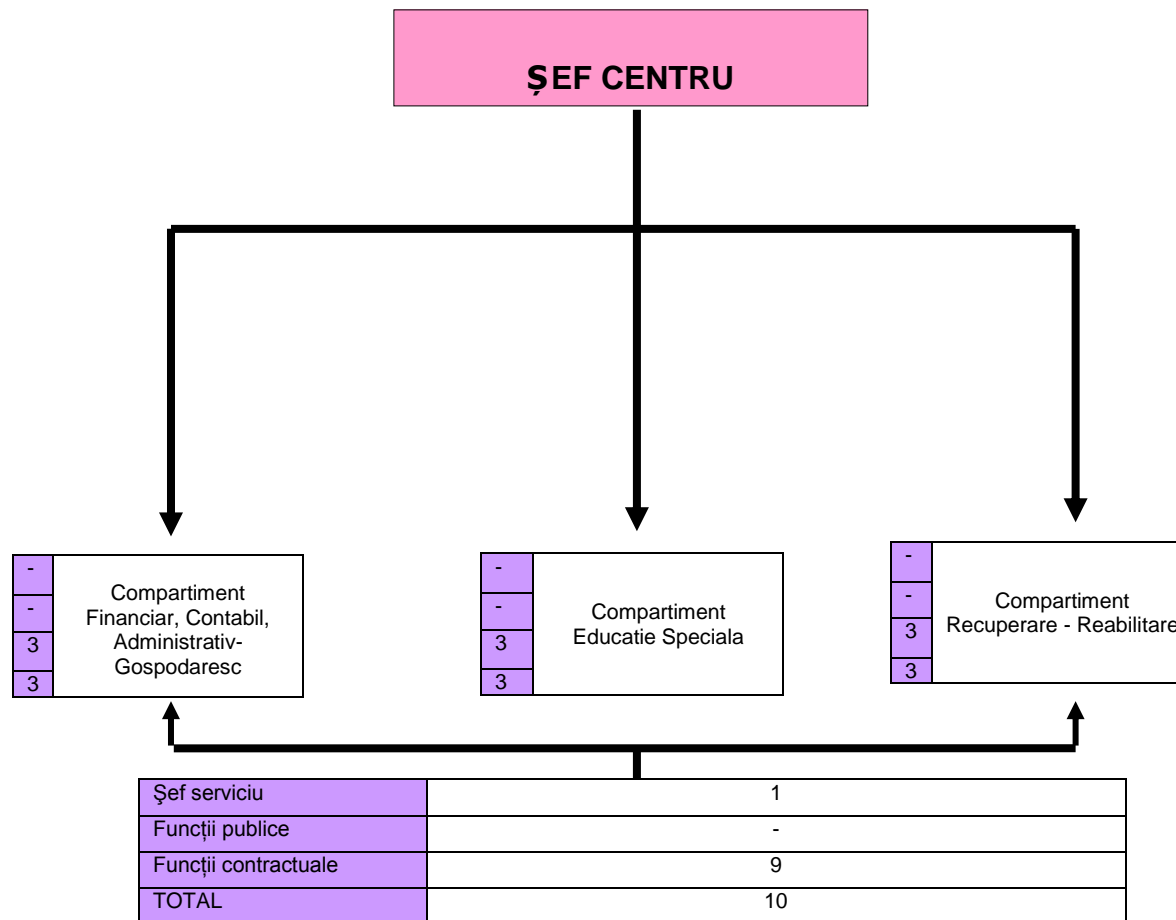 ȘEF CENTRU
-
-
3
3
Compartiment
Financiar, Contabil,
Administrativ-
Gospodaresc
-
-
3
3
Compartiment
Educatie Speciala
-
-
3
3
Compartiment
Recuperare - Reabilitare
Şef serviciu 1
Funcții publice -
Funcții contractuale 9
TOTAL 10